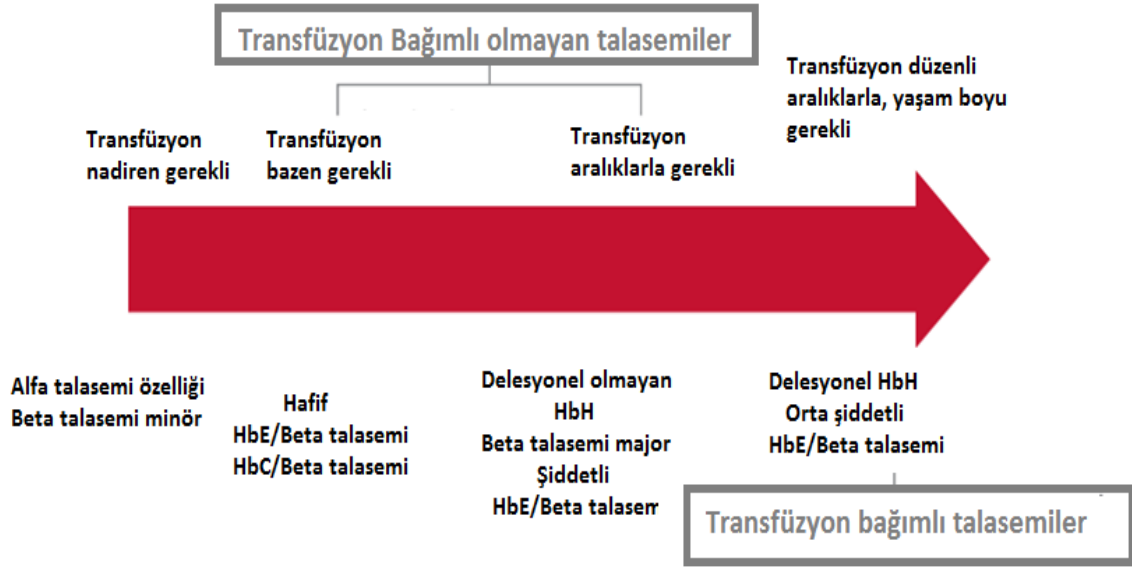 Transfüzyon Bağımlı olmayan talasemiler
Transfüzyon
nadiren gerekli
Transfüzyon
bazen gerekli
Transfüzyon
aralıklarla gerekli
Transfüzyon düzenli
aralıklarla, yaşam boyu
gerekli
Alfa talasemi özelliği
Beta talasemi minör
Hafif
HbE/Beta talasemi
HbC/Beta talasemi
Delesyonel olmayan
HbH
Beta talasemi major
Şiddetli
HbE/Beta talasem
Delesyonel HbH
Orta şiddetli
HbE/Beta talasemi
Transfüzyon bağımlı talasemiler